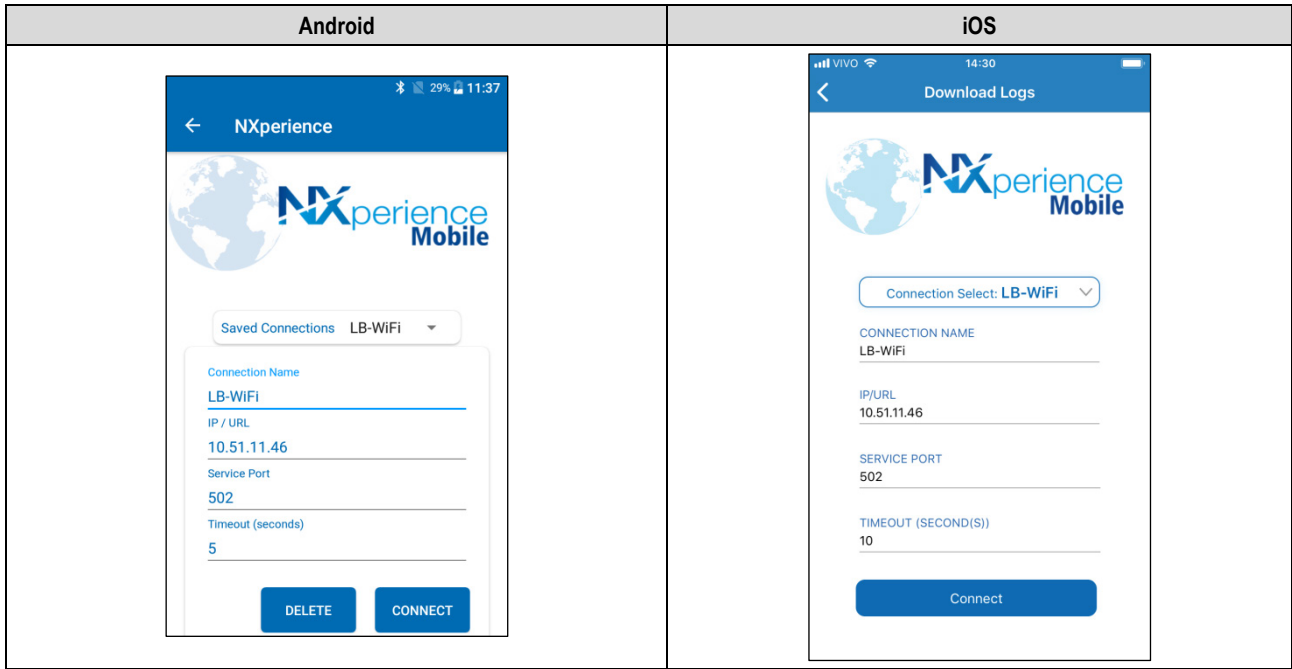 Android
iOS
29% 11:37
NXperience
NXperience
Mobile
Saved Connections LB-WiFi
Connection Name
LB-WiFi
IP / URL
10.51.11.46
Service Port
502
Timeout (seconds)
5
DELETE CONNECT
VIVO 14:30
Download Logs
NXperience
Mobile
Connection Select: LB-WiFi
CONNECTION NAME
LB-WiFi
IP/URL
10.51.11.46
SERVICE PORT
502
TIMEOUT (SECOND(S))
10
Connect